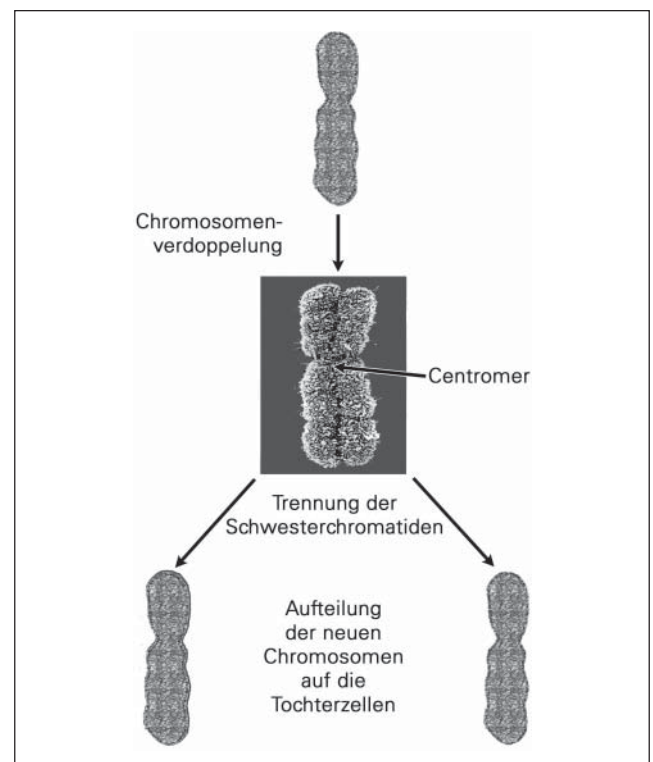 Chromosomen-
verdoppelung
Centromer
Trennung der
Schwesterchromatiden
Aufteilung
der neuen
Chromosomen
auf die
Tochterzellen